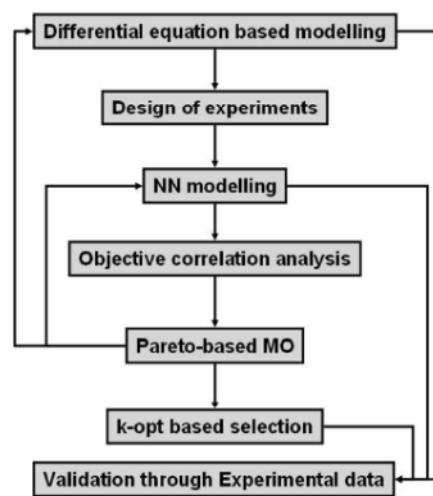 Differential equation based modelling
Design of experiments
NN modelling
Objective correlation analysis
Pareto-based MO
k-opt based selection
Validation through Experimental data